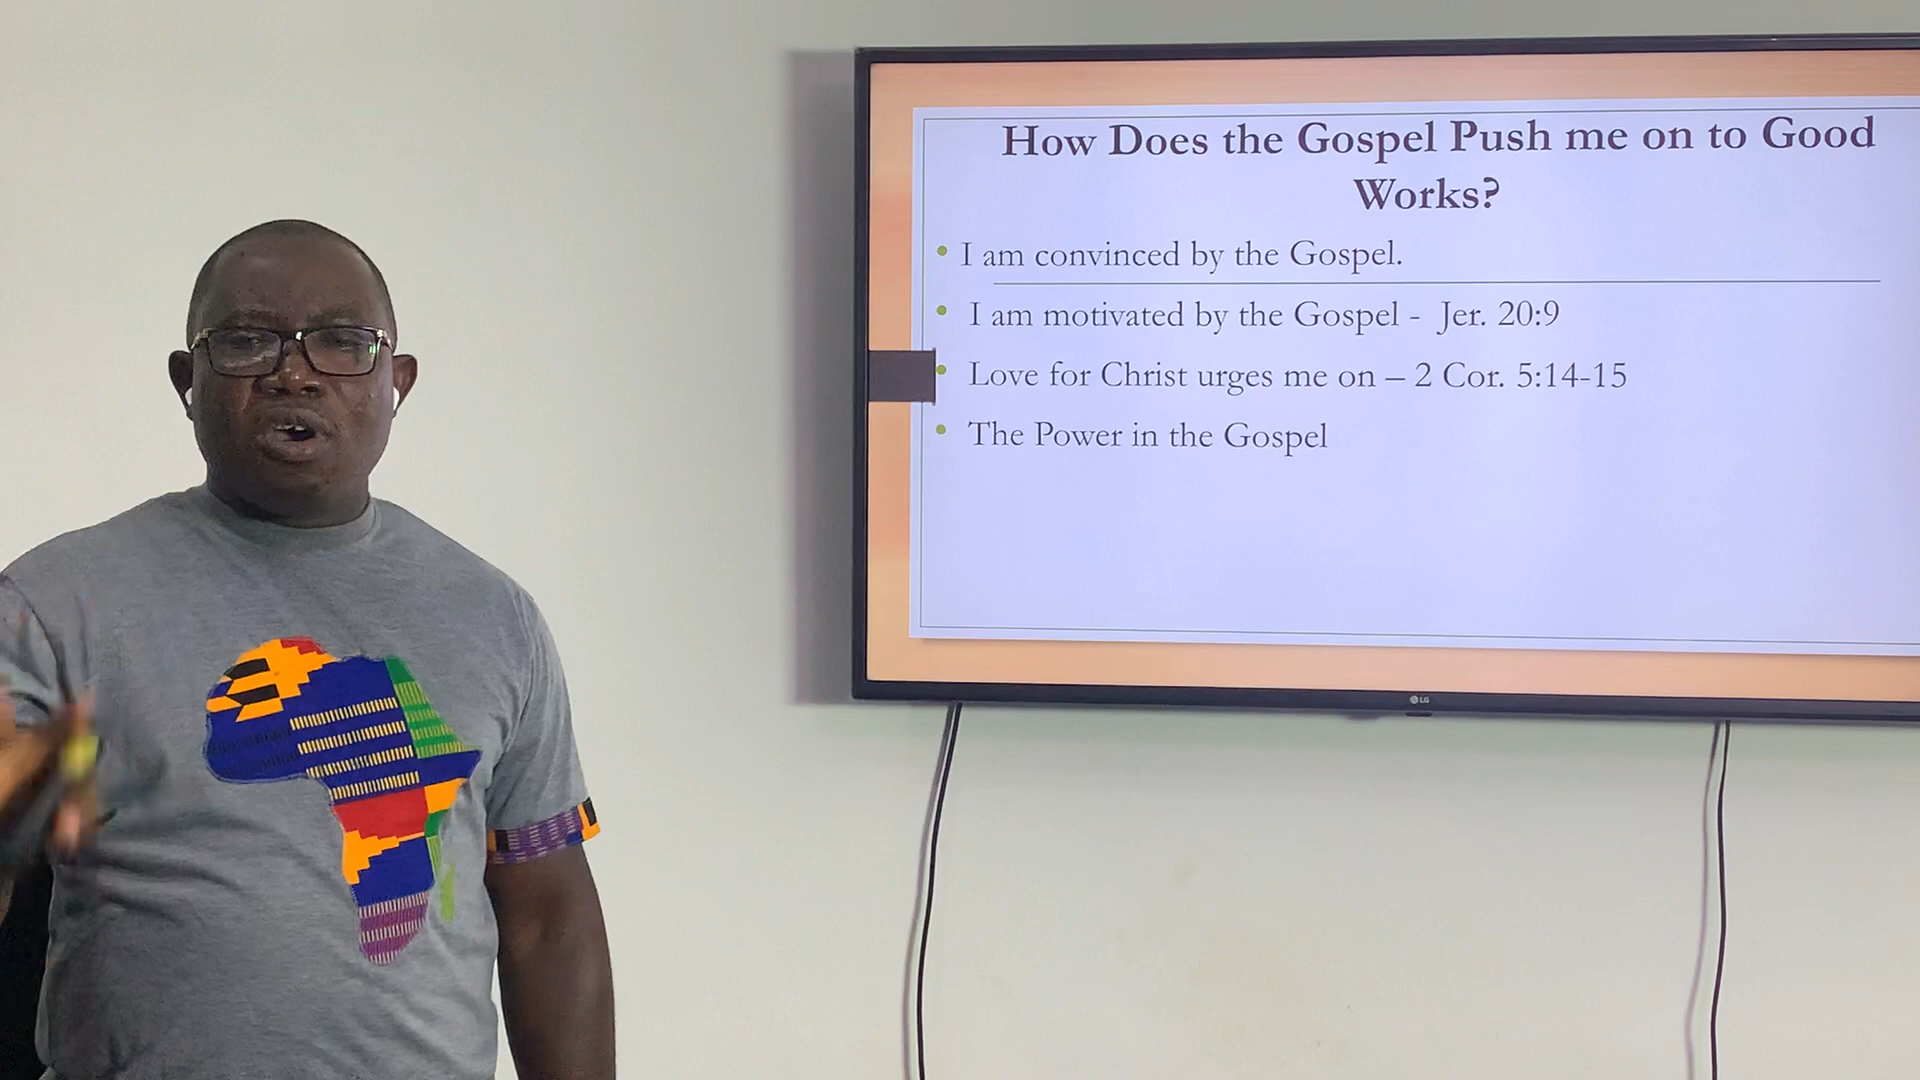 How Does the Gospel Push me on to Good
Works?
• I am convinced by the Gospel.
• I am motivated by the Gospel - Jer. 20:9
• Love for Christ urges me on – 2 Cor. 5:14-15
• The Power in the Gospel
LG